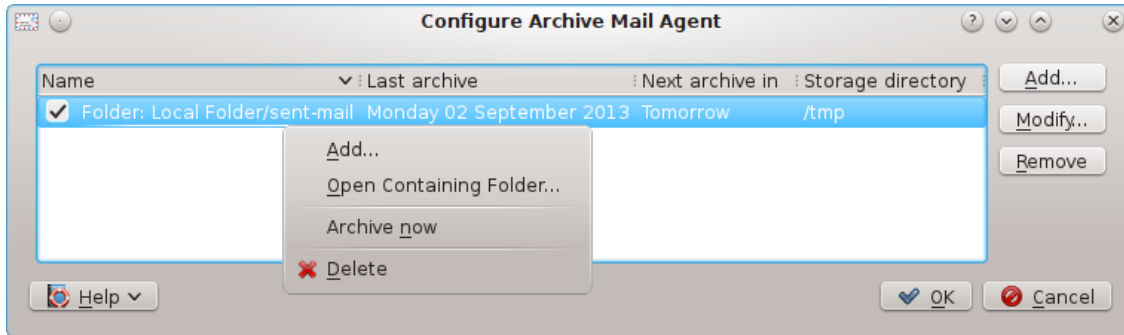 Configure Archive Mail Agent
Name Last archive Next archive in Storage directory
Folder: Local Folder/sent-mail Monday 02 September 2013 Tomorrow /tmp
Add...
Modify...
Remove
Add...
Open Containing Folder...
Archive now
Delete
Help OK Cancel